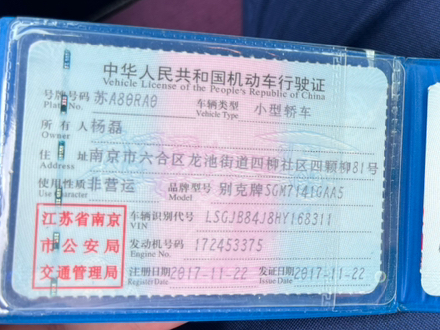 中华人民共和国机动车行驶证
Vehicle License of the People's Republic of China
号牌号码 苏A80RA0 车辆类型 小型轿车
Plate No. Vehicle Type
所有人 杨磊
Owner
住址 南京市六合区龙池街道四柳社区四颗柳81号
Address
使用性质 非营运 品牌型号 别克牌SGM7141GAA5
Use Character Model
江苏省南京 车辆识别代号 LSGJB84J8HY168311
VIN
市公安局 发动机号码 172453375
Engine No.
交通管理局 注册日期 2017-11-22 发证日期 2017-11-22
Register Date Issue Date